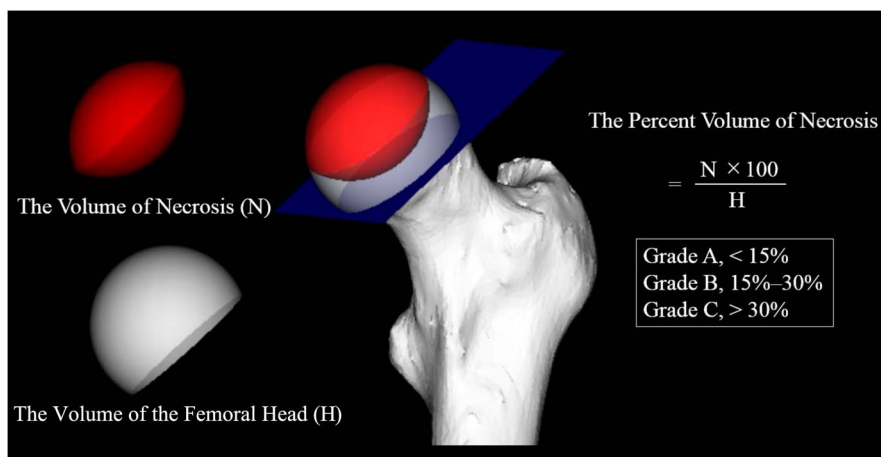 The Volume of Necrosis (N)
The Volume of the Femoral Head (H)
The Percent Volume of Necrosis
= N × 100
H
Grade A, < 15%
Grade B, 15%–30%
Grade C, > 30%